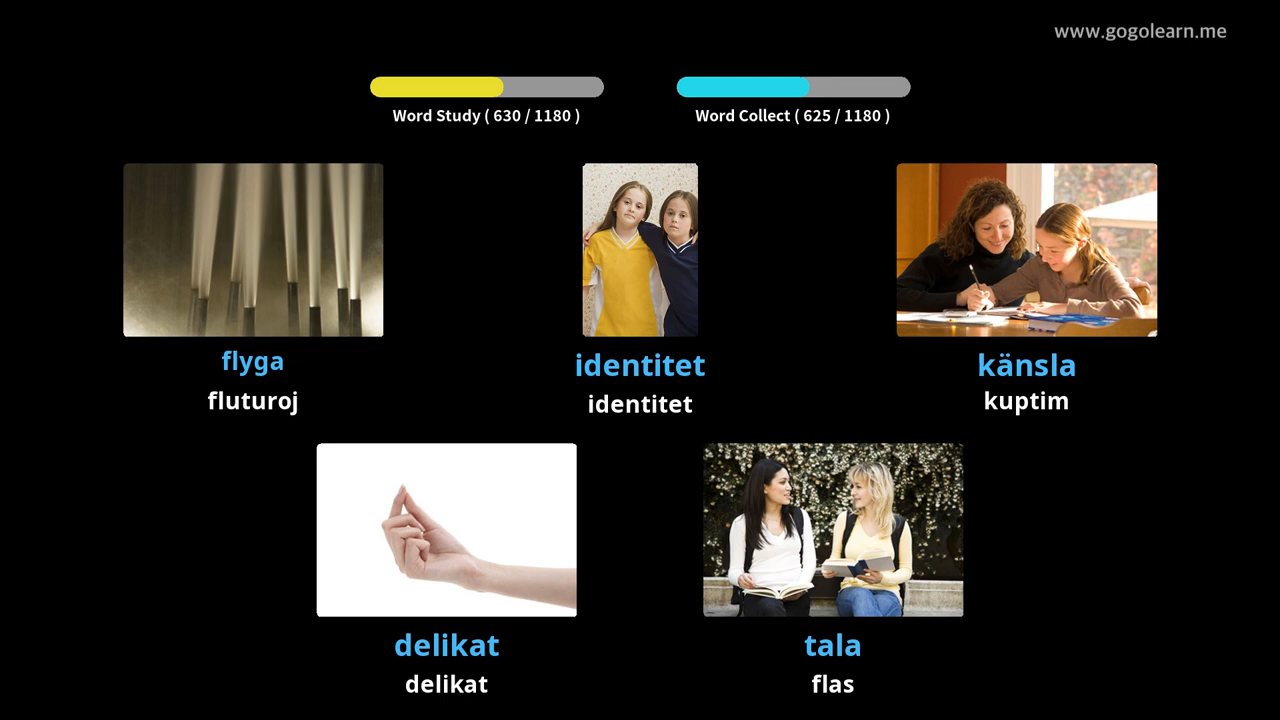 www.gogolearn.me
Word Study ( 630 / 1180 )
Word Collect ( 625 / 1180 )
flyga
fluturoj
identitet
identitet
känsla
kuptim
delikat
delikat
tala
flas